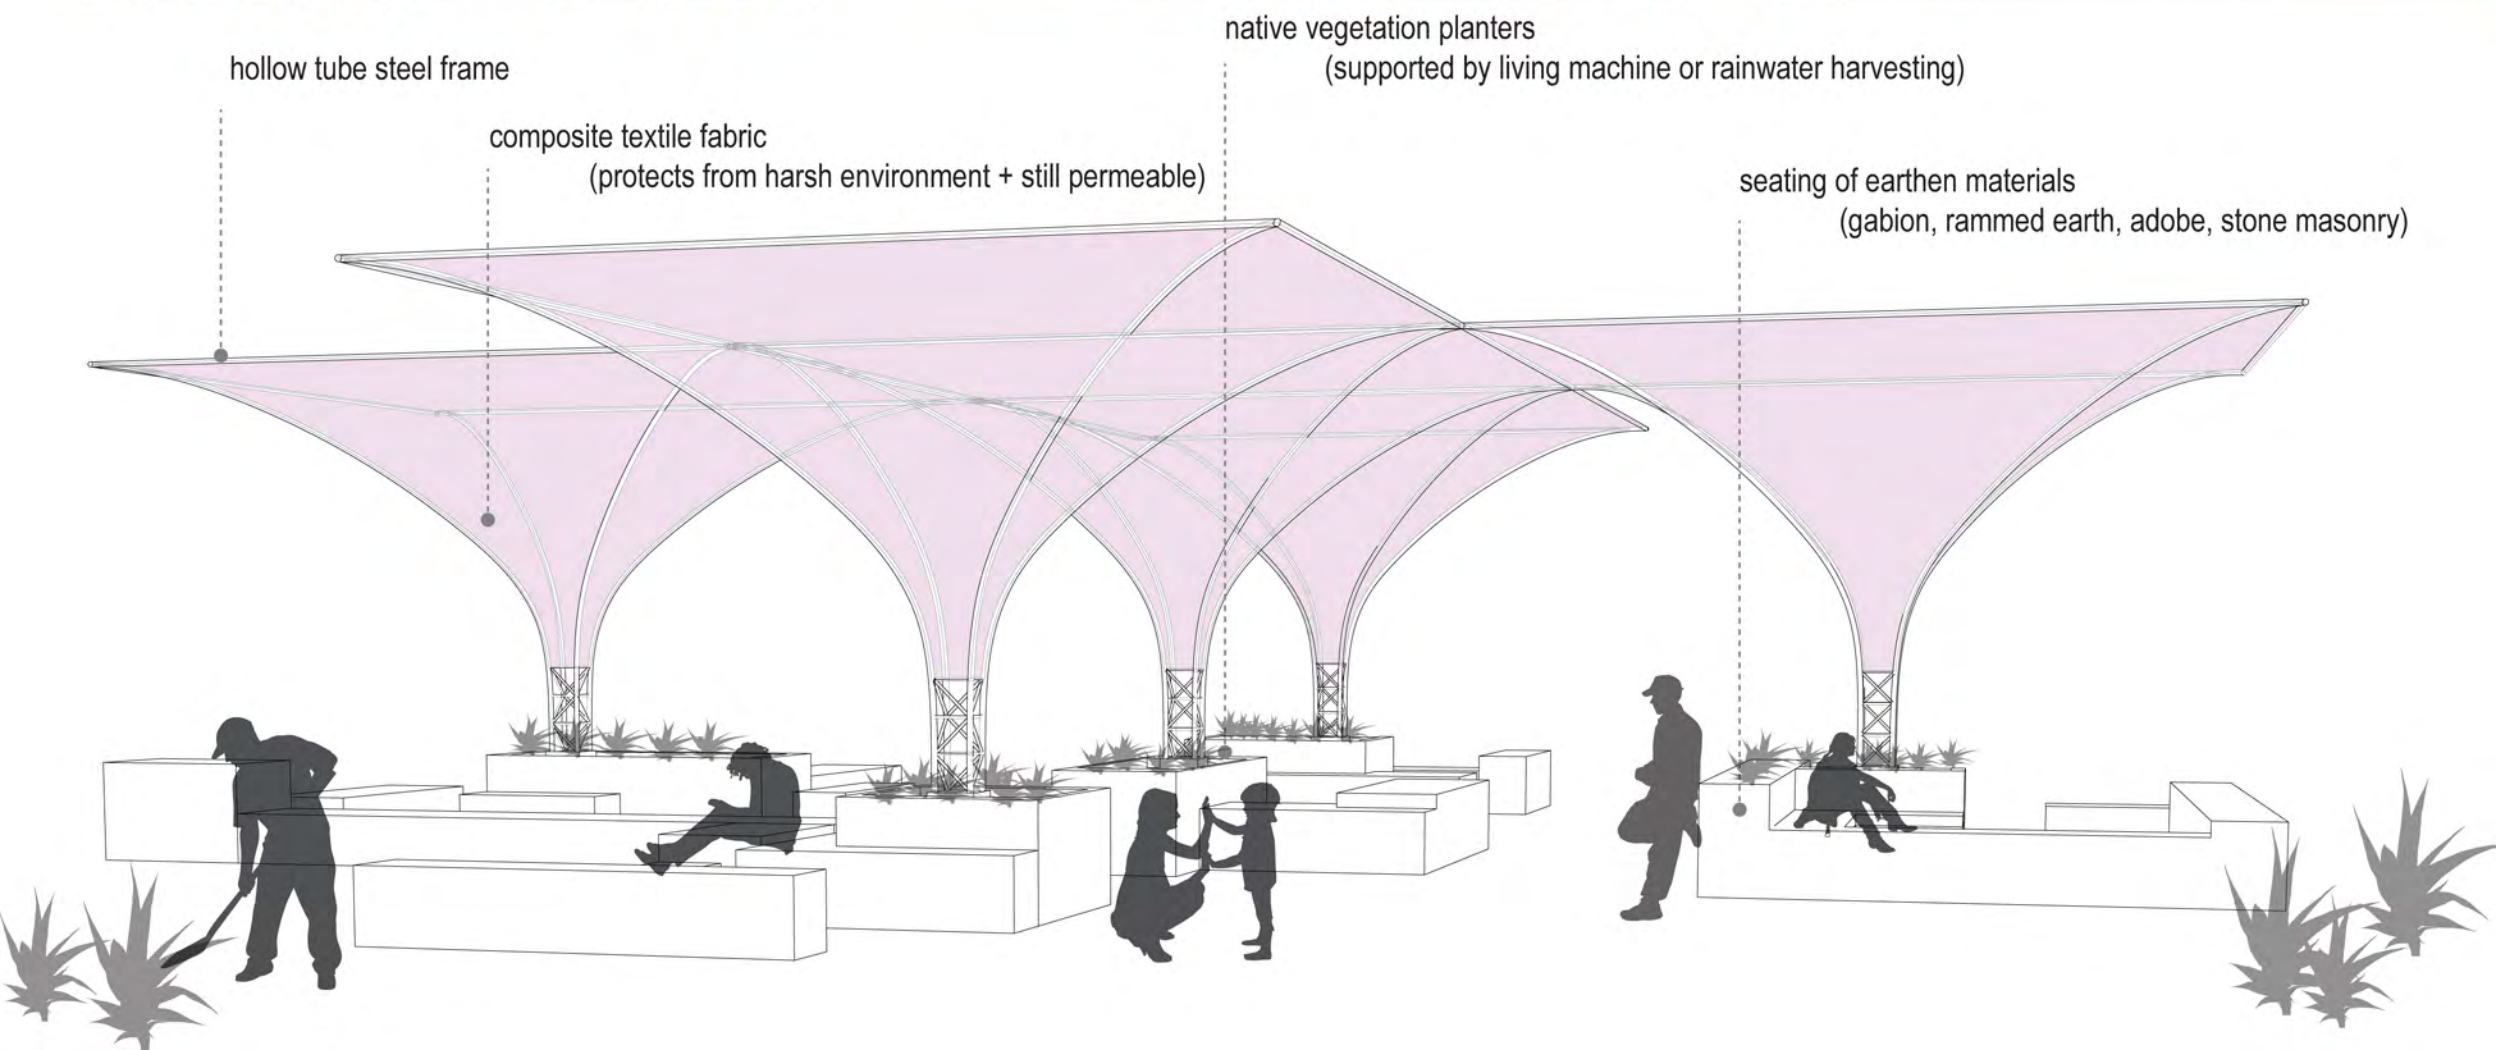 hollow tube steel frame
composite textile fabric
(protects from harsh environment + still permeable)
native vegetation planters
(supported by living machine or rainwater harvesting)
seating of earthen materials
(gabion, rammed earth, adobe, stone masonry)